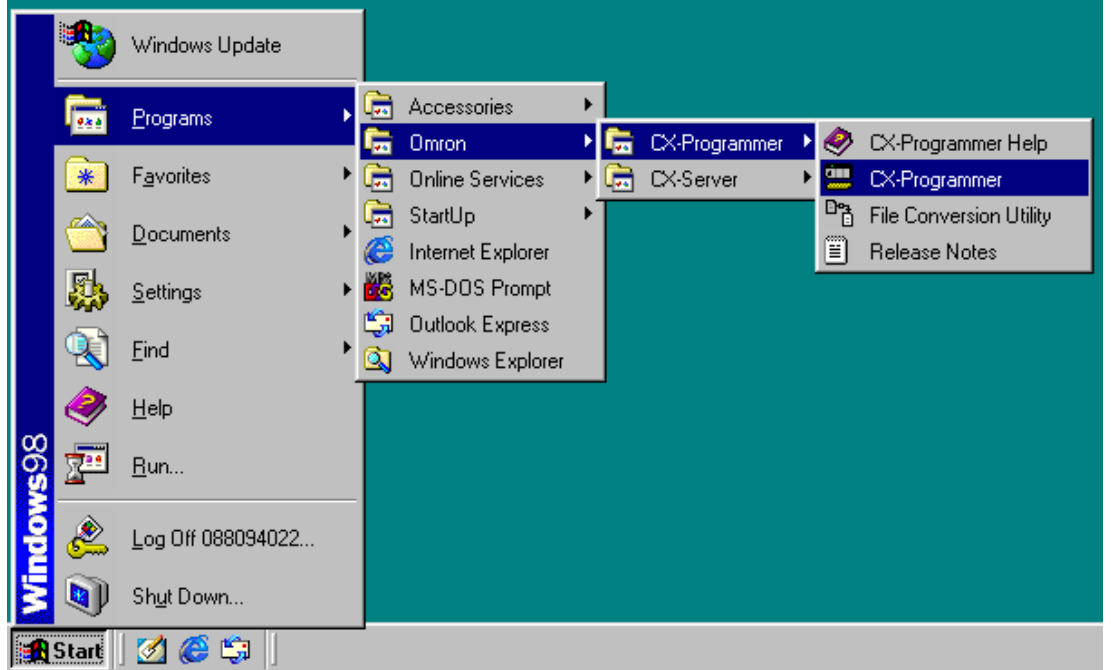 Windows Update
Programs
Favorites
Documents
Settings
Find
Help
Run...
Log Off 088094022...
Shut Down...
Windows98
Start
Accessories
Omron
Online Services
StartUp
Internet Explorer
MS-DOS Prompt
Outlook Express
Windows Explorer
CX-Programmer
CX-Server
CX-Programmer Help
CX-Programmer
File Conversion Utility
Release Notes